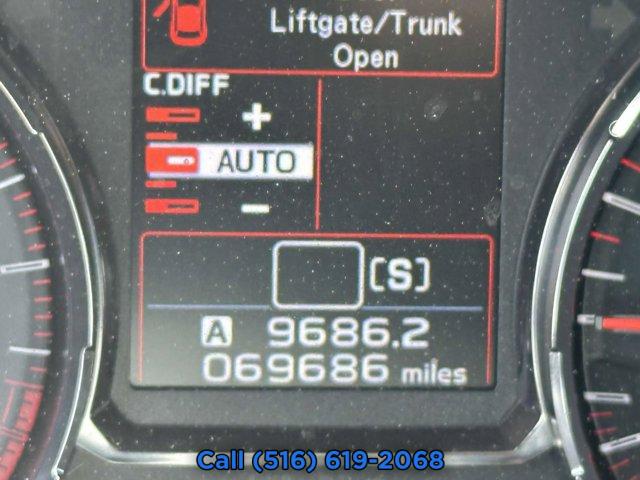 Liftgate/Trunk
Open
C.DIFF
+
AUTO
-
[S]
A 9686.2
069686 miles
Call (516) 619-2068